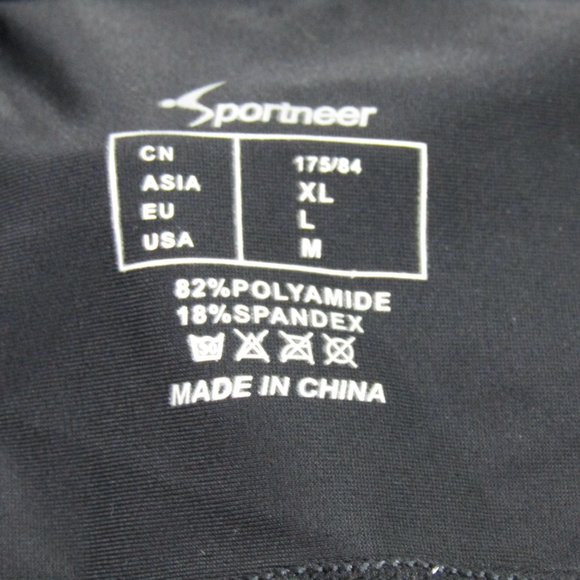 Sportneer
CN 175/84
ASIA XL
EU L
USA M
82%POLYAMIDE
18%SPANDEX
MADE IN CHINA